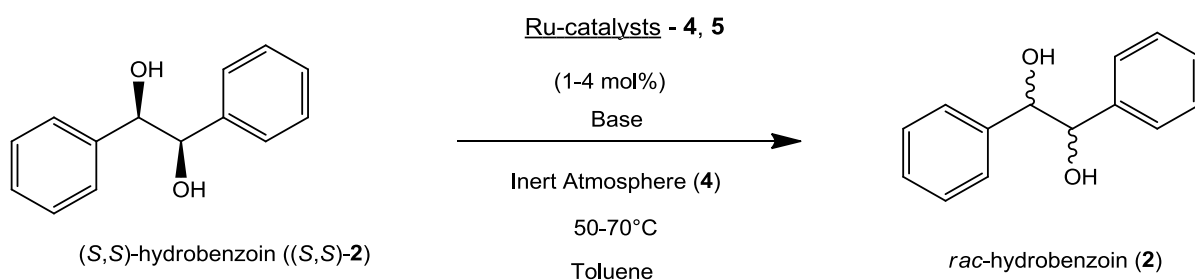 Ru-catalysts - 4, 5
OH
OH
(1-4 mol%)
Base
OH
OH
Inert Atmosphere (4)
50-70°C
(S,S)-hydrobenzoin ((S,S)-2)
Toluene
rac-hydrobenzoin (2)